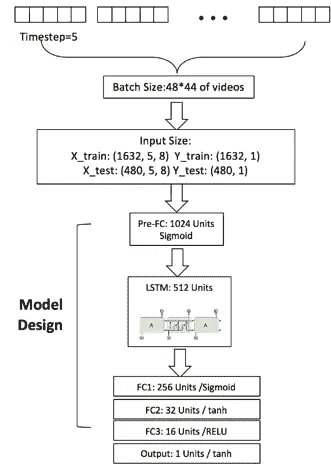 Timestep=5
Batch Size:48*44 of videos
Input Size:
X_train: (1632, 5, 8) Y_train: (1632, 1)
X_test: (480, 5, 8) Y_test: (480, 1)
Pre-FC: 1024 Units
Sigmoid
LSTM: 512 Units
A
A
Model
Design
FC1: 256 Units /Sigmoid
FC2: 32 Units / tanh
FC3: 16 Units /RELU
Output: 1 Units / tanh